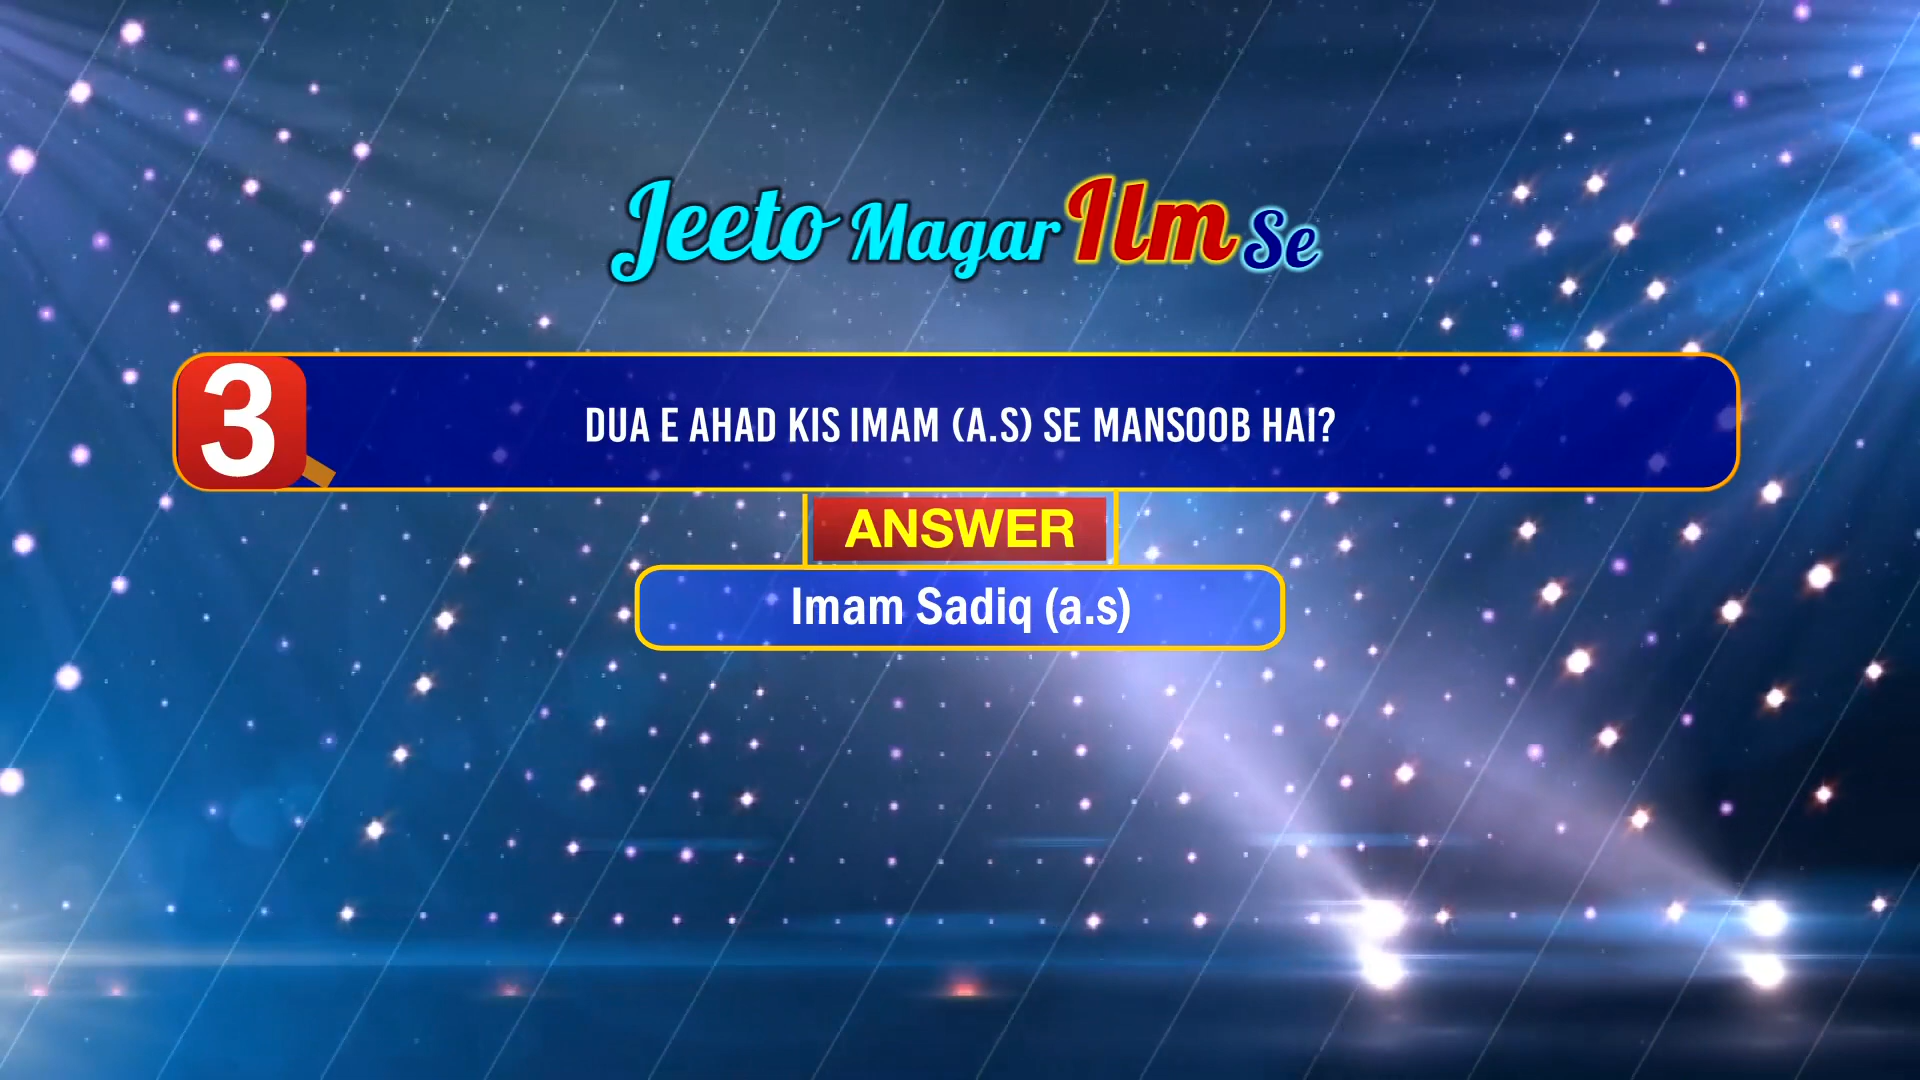 Jeeto Magar Ilm Se
3
DUA E AHAD KIS IMAM (A.S) SE MANSOOB HAI?
ANSWER
Imam Sadiq (a.s)